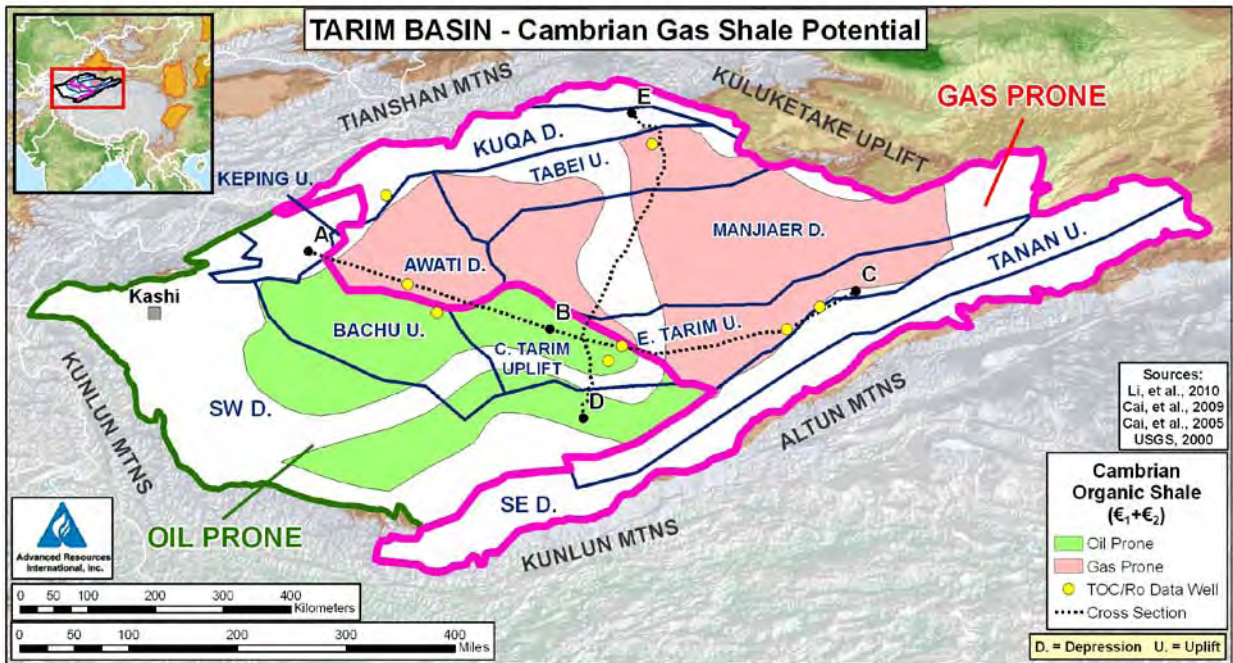 TARIM BASIN - Cambrian Gas Shale Potential
TIANSHAN MTNS
KULUKETAKE UPLIFT
GAS PRONE
E
KUQA D.
TABEI U.
KEPING U.
A
MANJIAER D.
TANAN U.
AWATI D.
C
Kashi
B
BACHU U.
E. TARIM U.
C. TARIM
UPLIFT
SW D.
D
KUNLUN MTNS
ALTUN MTNS
SE D.
OIL PRONE
KUNLUN MTNS
Sources:
Li, et al., 2010
Cai, et al., 2009
Cai, et al., 2005
USGS, 2000
Cambrian
Organic Shale
(€₁+€₂)
Oil Prone
Gas Prone
TOC/Ro Data Well
Cross Section
D. = Depression U. = Uplift
Advanced Resources
International, Inc.
0 50 100 200 300 400
Kilometers
0 50 100 200 300 400
Miles